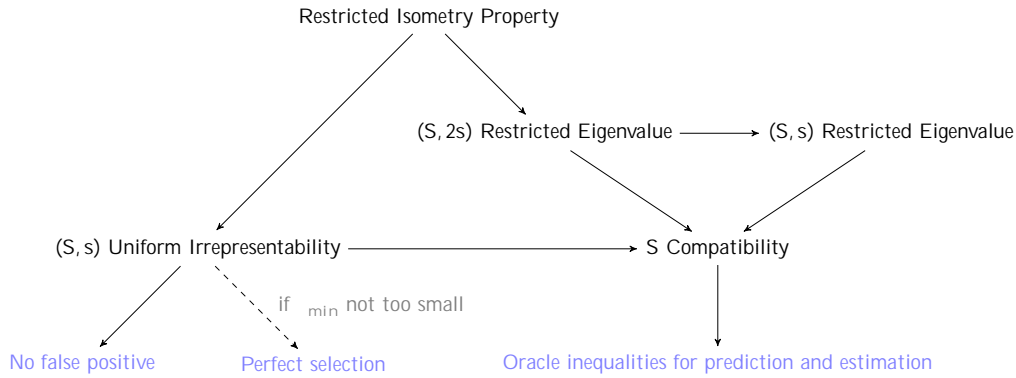 Restricted Isometry Property
(S, 2s) Restricted Eigenvalue
(S, s) Restricted Eigenvalue
(S, s) Uniform Irrepresentability
S Compatibility
if min not too small
No false positive
Perfect selection
Oracle inequalities for prediction and estimation